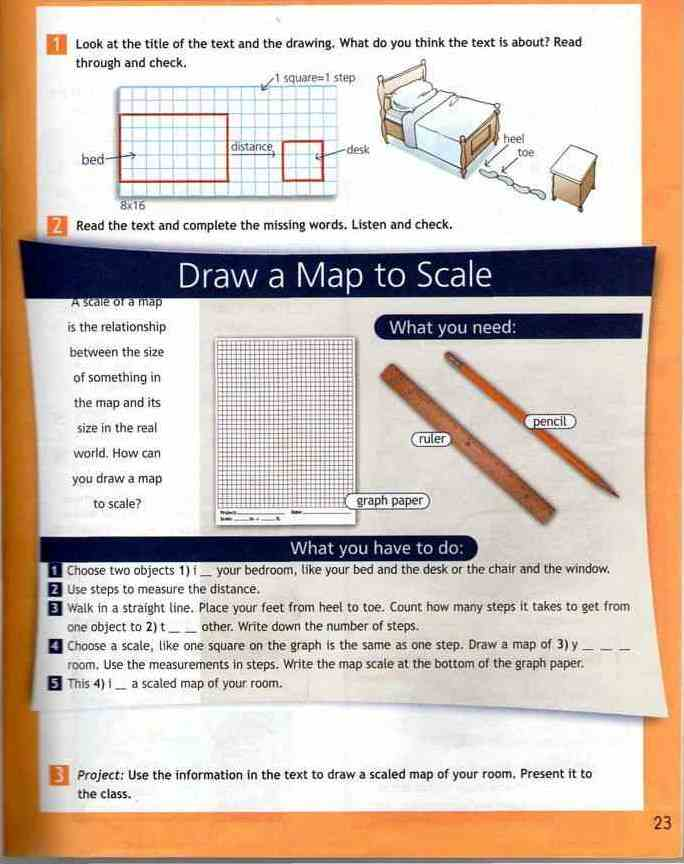 1 Look at the title of the text and the drawing. What do you think the text is about? Read
through and check.
1 square=1 step
bed
distance
desk
heel
toe
8x16
2 Read the text and complete the missing words. Listen and check.
Draw a Map to Scale
A scale of a map
is the relationship
between the size
of something in
the map and its
size in the real
world. How can
you draw a map
to scale?
What you need:
ruler
pencil
graph paper
What you have to do:
1 Choose two objects 1) i __ your bedroom, like your bed and the desk or the chair and the window.
2 Use steps to measure the distance.
3 Walk in a straight line. Place your feet from heel to toe. Count how many steps it takes to get from
one object to 2) t __ __ other. Write down the number of steps.
4 Choose a scale, like one square on the graph is the same as one step. Draw a map of 3) y __ __ __
room. Use the measurements in steps. Write the map scale at the bottom of the graph paper.
5 This 4) i __ a scaled map of your room.
3 Project: Use the information in the text to draw a scaled map of your room. Present it to
the class.
23